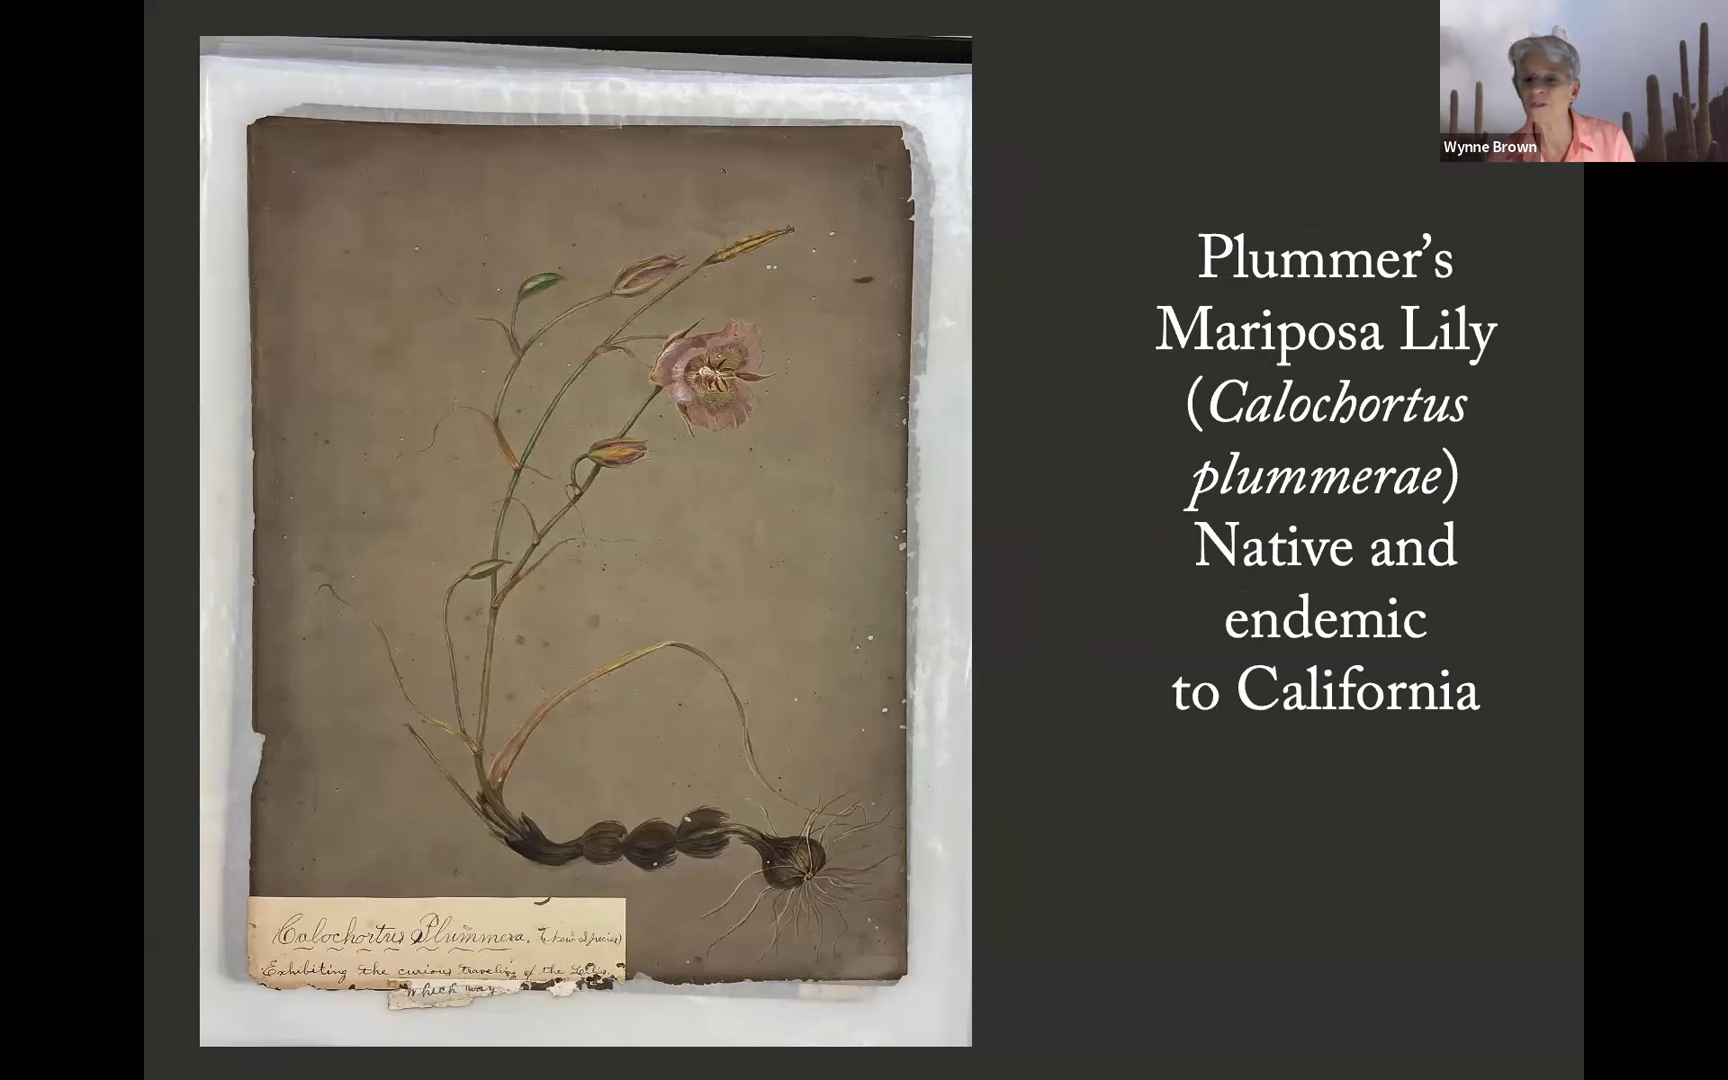 Wynne Brown
Plummer’s
Mariposa Lily
(Calochortus
plummerae)
Native and
endemic
to California
Calochortus Plummera. (New Species)
Exhibiting the curious traveling of the
Which way